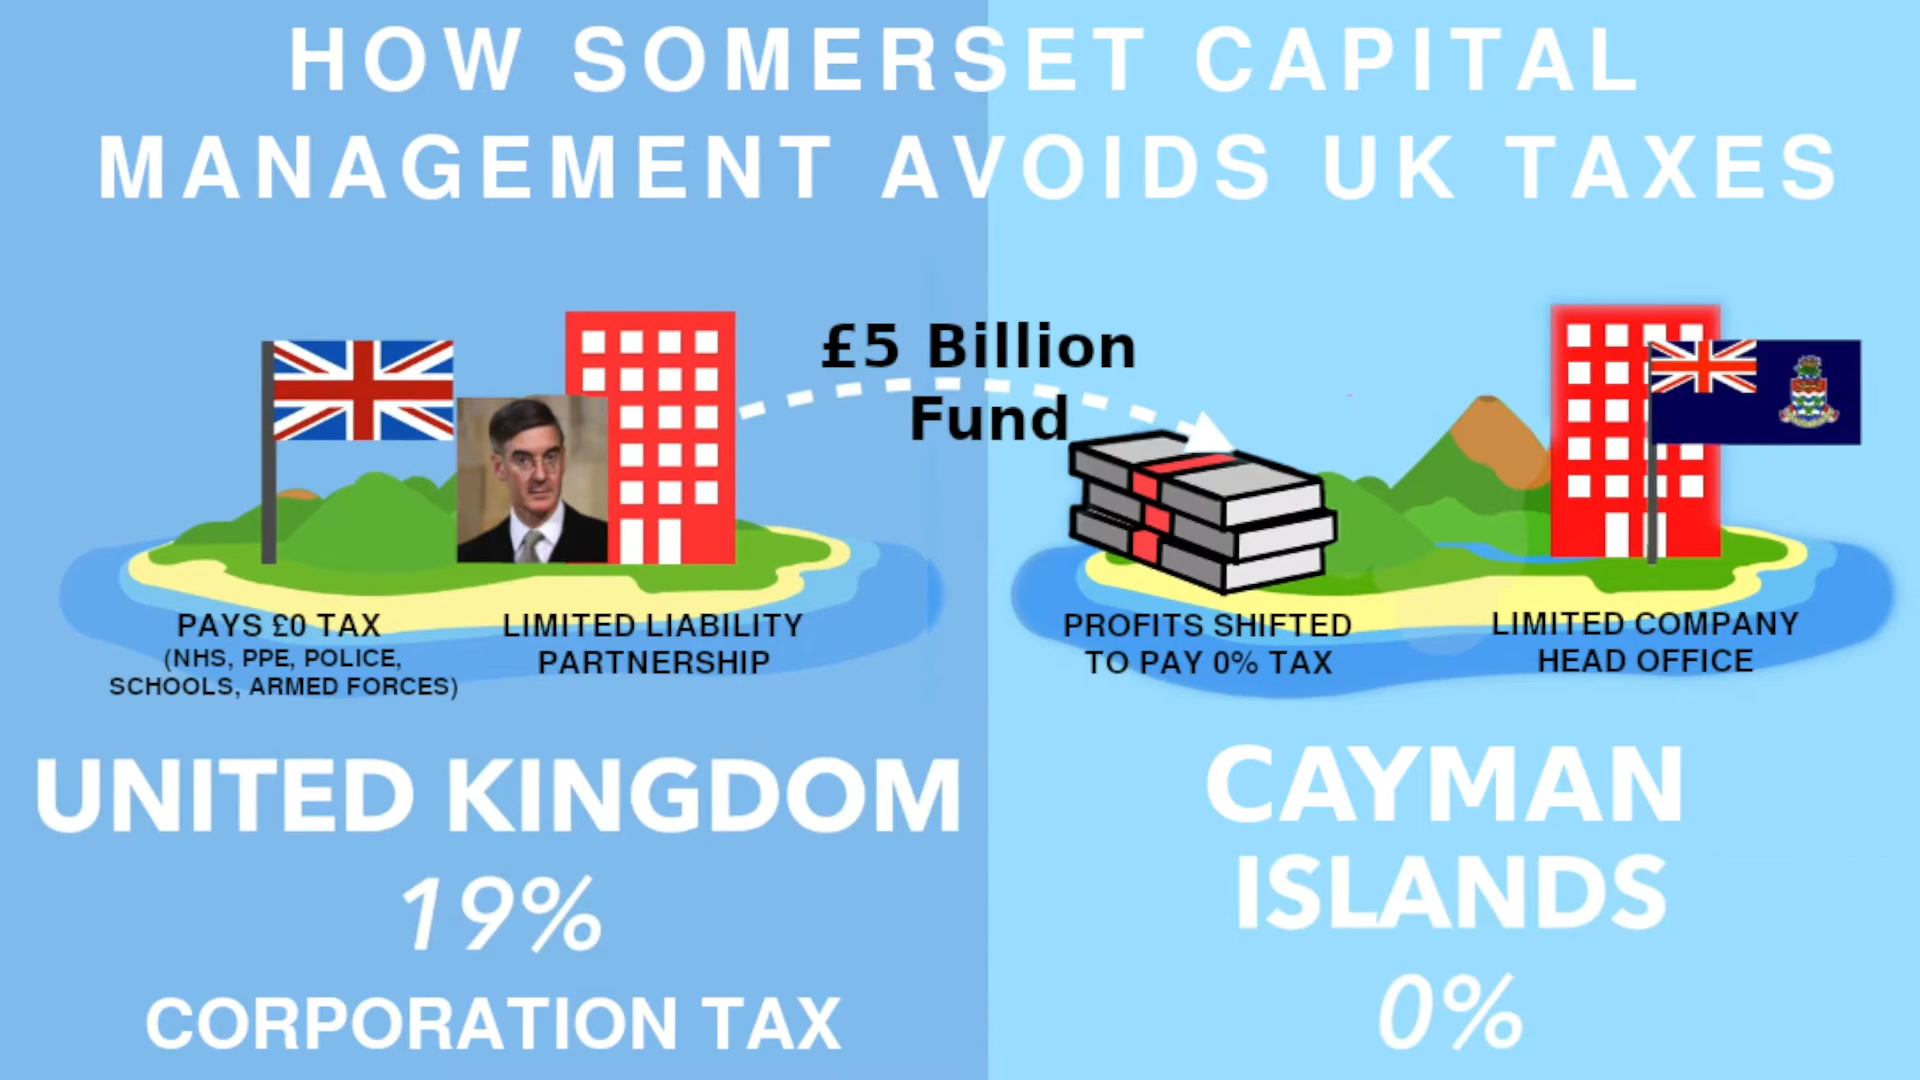 HOW SOMERSET CAPITAL
MANAGEMENT AVOIDS UK TAXES
£5 Billion
Fund
PAYS £0 TAX
(NHS, PPE, POLICE,
SCHOOLS, ARMED FORCES)
LIMITED LIABILITY
PARTNERSHIP
PROFITS SHIFTED
TO PAY 0% TAX
LIMITED COMPANY
HEAD OFFICE
UNITED KINGDOM
19%
CORPORATION TAX
CAYMAN
ISLANDS
0%